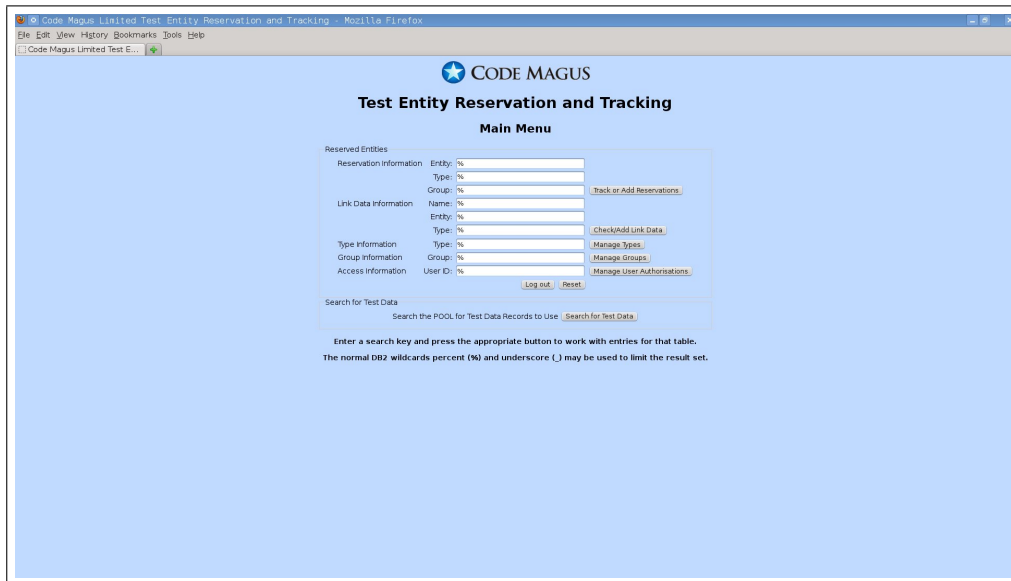 Code Magus Limited Test Entity Reservation and Tracking - Mozilla Firefox
File Edit View History Bookmarks Tools Help
Code Magus Limited Test E...
CODE MAGUS
Test Entity Reservation and Tracking
Main Menu
Reserved Entities
Reservation Information Entity: %
Type: %
Group: % Track or Add Reservations
Link Data Information Name: %
Entity: %
Type: % Check/Add Link Data
Type Information Type: % Manage Types
Group Information Group: % Manage Groups
Access Information User ID: % Manage User Authorisations
Log out Reset
Search for Test Data
Search the POOL for Test Data Records to Use Search for Test Data
Enter a search key and press the appropriate button to work with entries for that table.
The normal DB2 wildcards percent (%) and underscore (_) may be used to limit the result set.